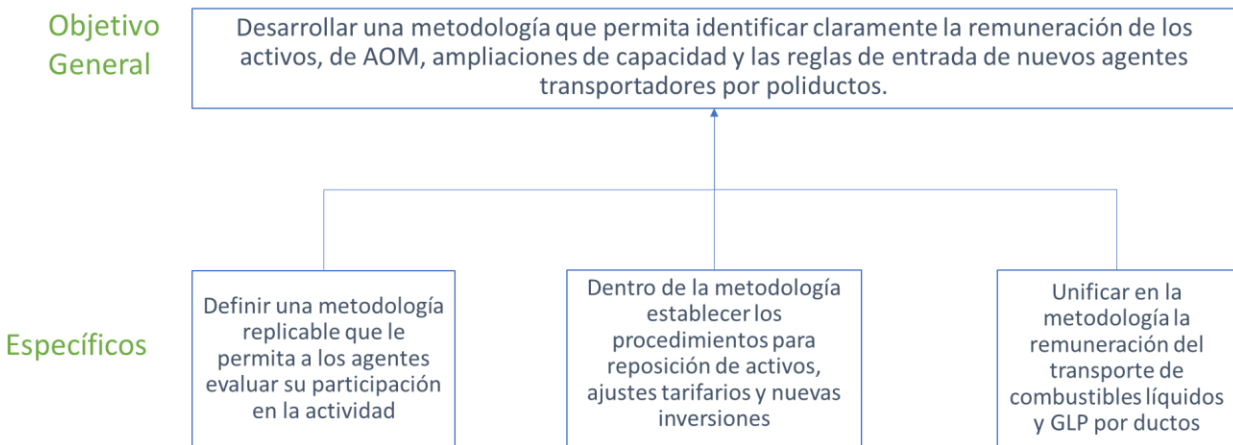 Objetivo
General
Desarrollar una metodología que permita identificar claramente la remuneración de los
activos, de AOM, ampliaciones de capacidad y las reglas de entrada de nuevos agentes
transportadores por poliductos.
Específicos
Definir una metodología
replicable que le
permita a los agentes
evaluar su participación
en la actividad
Dentro de la metodología
establecer los
procedimientos para
reposición de activos,
ajustes tarifarios y nuevas
inversiones
Unificar en la
metodología la
remuneración del
transporte de
combustibles líquidos
y GLP por ductos